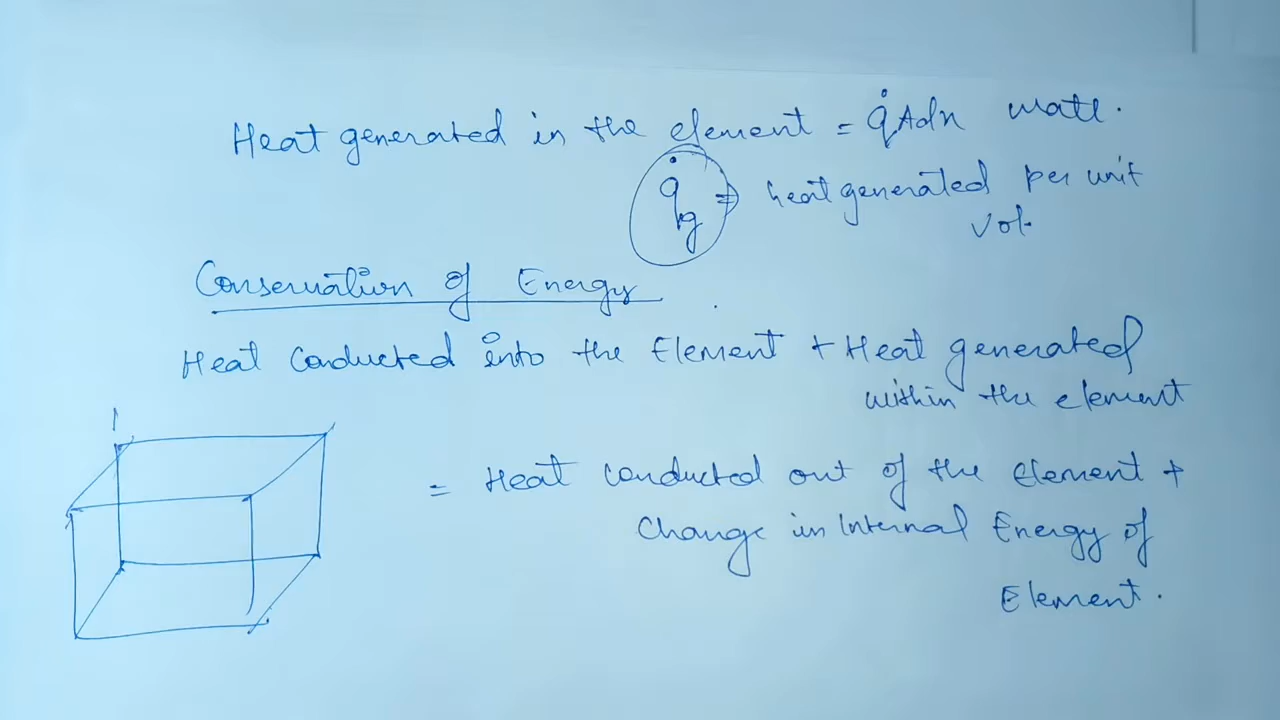 Heat generated in the element = q̇Adn watt.
q̇g ⇒ heat generated per unit
vol.
Conservation of Energy
Heat conducted into the Element + Heat generated
within the element
= Heat conducted out of the Element +
Change in Internal Energy of
Element.